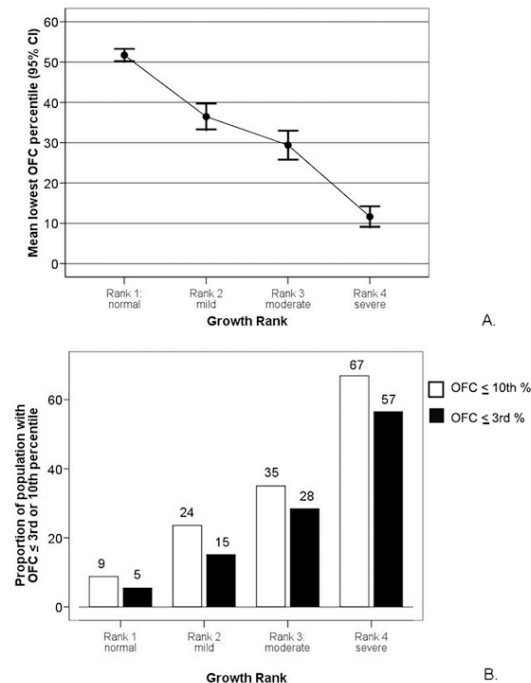 Mean lowest OFC percentile (95% CI)
60
50
40
30
20
10
0
Rank 1:
normal
Rank 2
mild
Rank 3:
moderate
Rank 4
severe
Growth Rank
A.
Proportion of population with
OFC ≤ 3rd or 10th percentile
60
40
20
0
9
5
24
15
35
28
67
57
OFC ≤ 10th %
OFC ≤ 3rd %
Rank 1
normal
Rank 2
mild
Rank 3:
moderate
Rank 4
severe
Growth Rank
B.